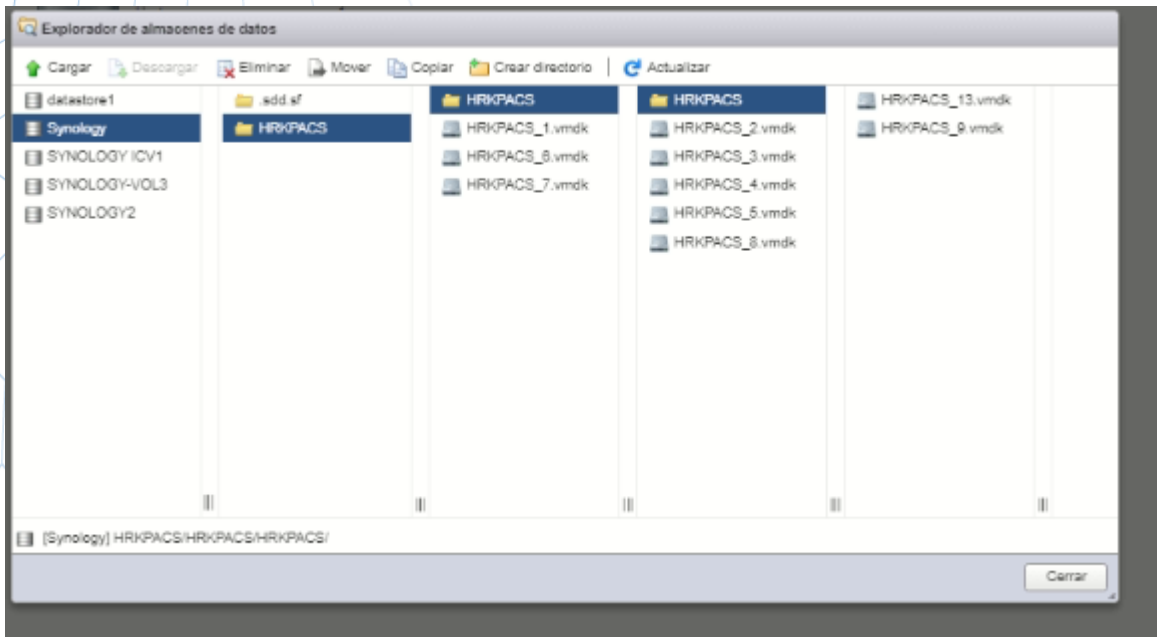 Explorador de almacenes de datos
Cargar Descargar Eliminar Mover Copiar Crear directorio Actualizar
datastore1
Synology
SYNOLOGY ICV1
SYNOLOGY-VOL3
SYNOLOGY2
.sdd.sf
HRKPACS
HRKPACS
HRKPACS_1.vmdk
HRKPACS_6.vmdk
HRKPACS_7.vmdk
HRKPACS
HRKPACS_2.vmdk
HRKPACS_3.vmdk
HRKPACS_4.vmdk
HRKPACS_5.vmdk
HRKPACS_8.vmdk
HRKPACS_13.vmdk
HRKPACS_9.vmdk
[Synology] HRKPACS/HRKPACS/HRKPACS/
Cerrar